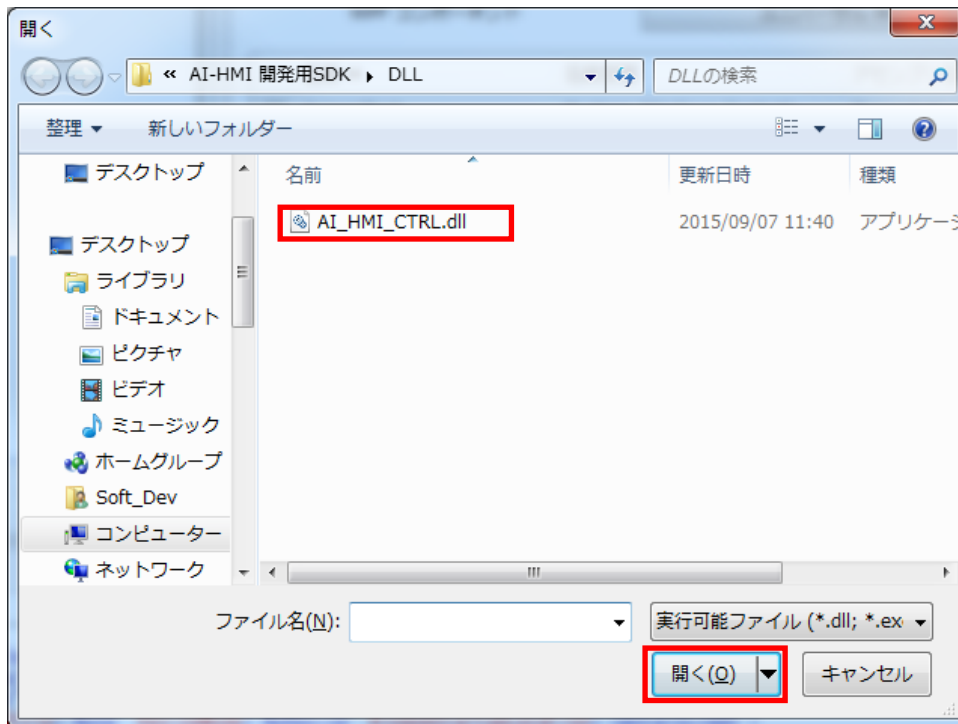 開く
« AI-HMI 開発用SDK ▸ DLL
DLLの検索
整理 ▼ 新しいフォルダー
デスクトップ
デスクトップ
ライブラリ
ドキュメント
ピクチャ
ビデオ
ミュージック
ホームグループ
Soft_Dev
コンピューター
ネットワーク
名前 更新日時 種類
AI_HMI_CTRL.dll 2015/09/07 11:40 アプリケーシ
ファイル名(N):
実行可能ファイル (*.dll; *.ex
開く(O) キャンセル